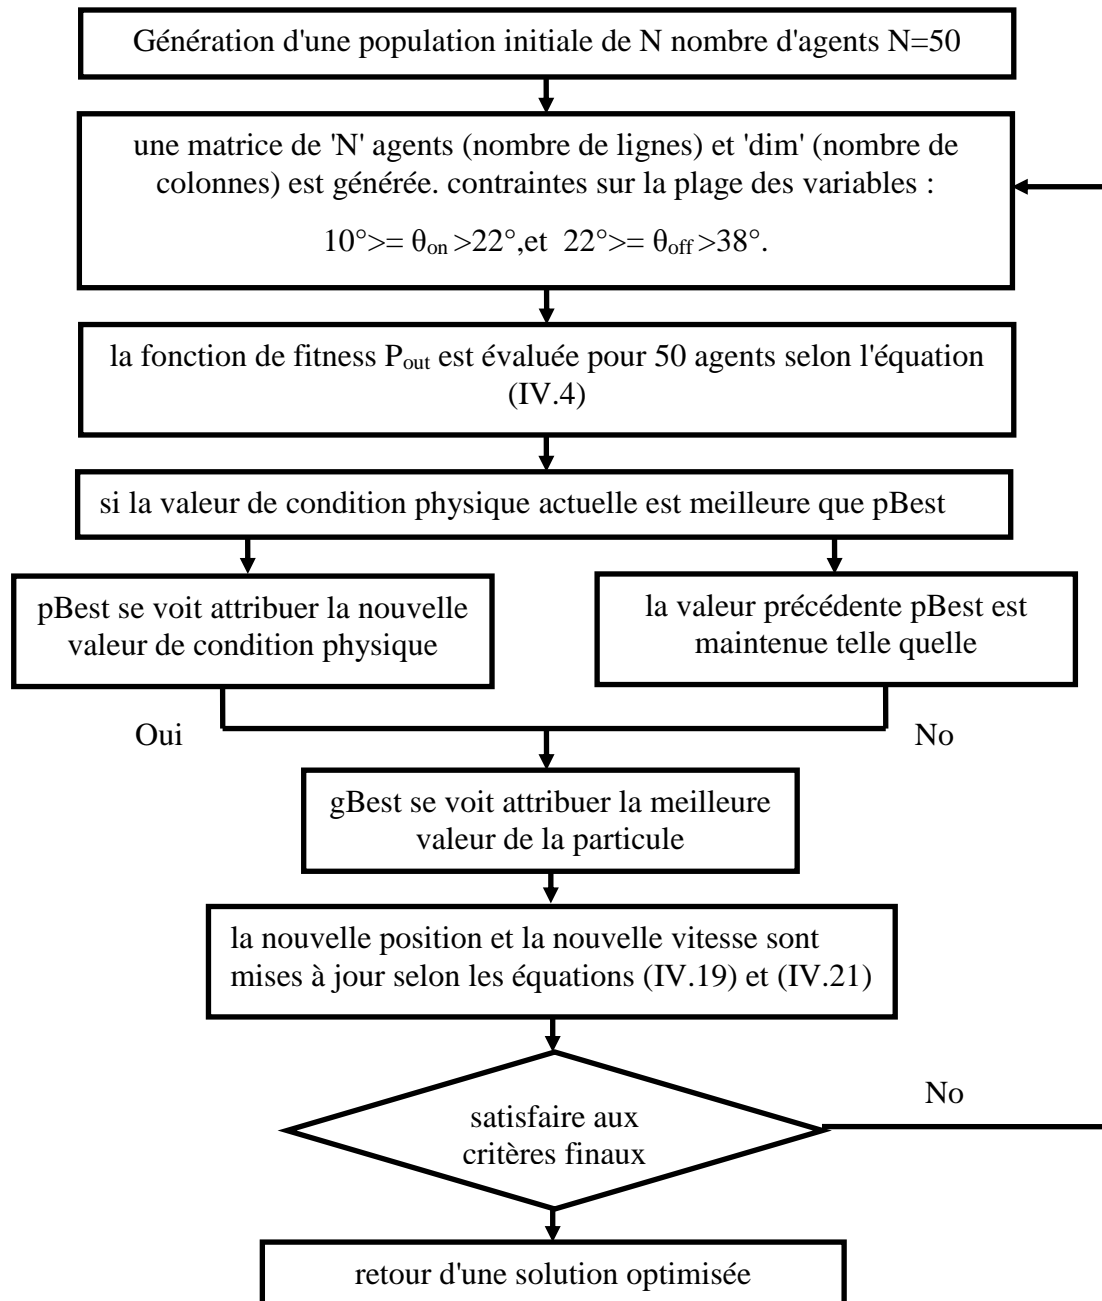 Génération d'une population initiale de N nombre d'agents N=50
une matrice de 'N' agents (nombre de lignes) et 'dim' (nombre de
colonnes) est générée. contraintes sur la plage des variables :
10°>= θon >22°,et 22°>= θoff >38°.
la fonction de fitness Pout est évaluée pour 50 agents selon l'équation
(IV.4)
si la valeur de condition physique actuelle est meilleure que pBest
pBest se voit attribuer la nouvelle
valeur de condition physique
la valeur précédente pBest est
maintenue telle quelle
Oui
No
gBest se voit attribuer la meilleure
valeur de la particule
la nouvelle position et la nouvelle vitesse sont
mises à jour selon les équations (IV.19) et (IV.21)
No
satisfaire aux
critères finaux
retour d'une solution optimisée